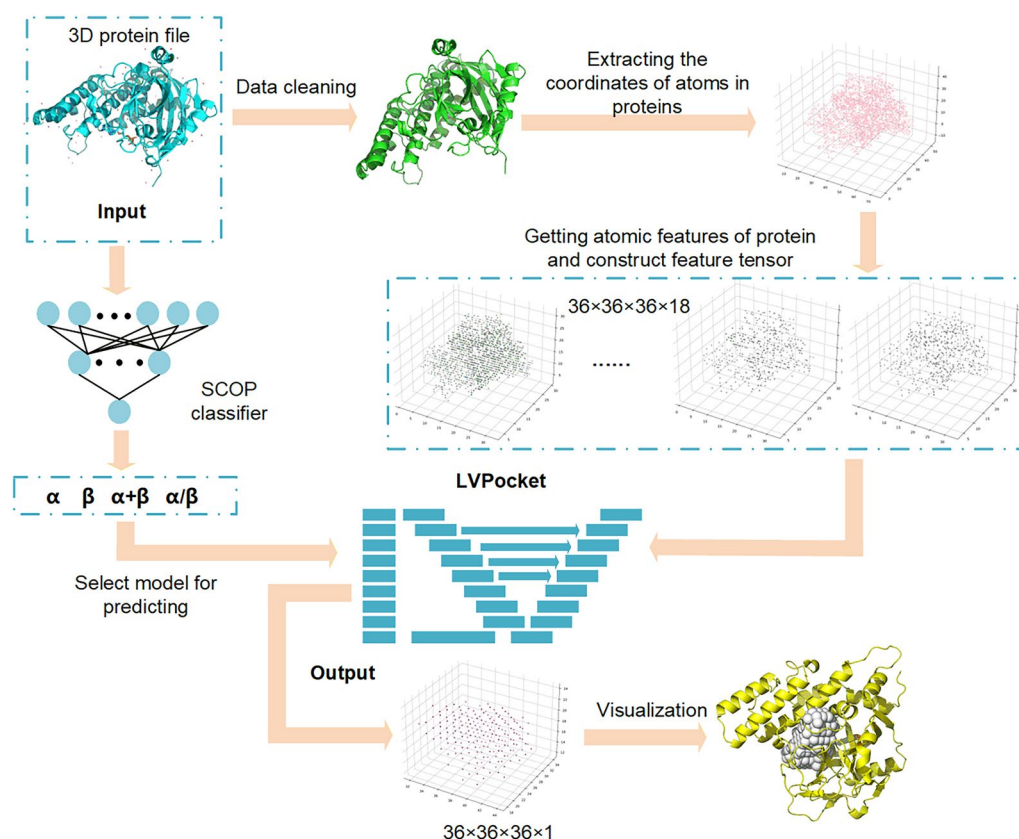 3D protein file
Input
Data cleaning
Extracting the
coordinates of atoms in
proteins
Getting atomic features of protein
and construct feature tensor
36×36×36×18
......
SCOP
classifier
α β α+β α/β
Select model for
predicting
LVPocket
Output
36×36×36×1
Visualization